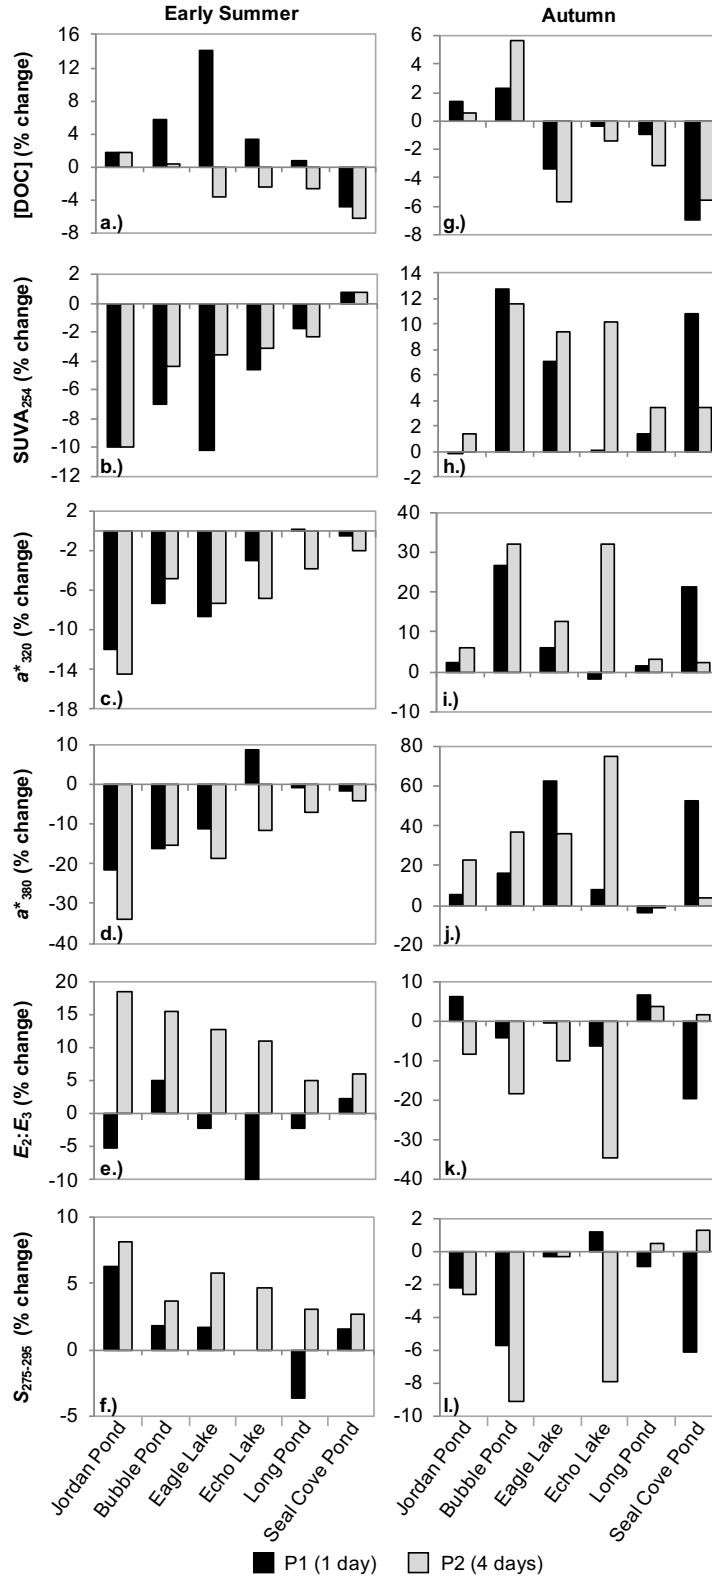 Early Summer
Autumn
[DOC] (% change)
16
12
8
4
0
-4
-8
a.)
6
4
2
0
-2
-4
-6
-8
g.)
SUVA254 (% change)
2
0
-2
-4
-6
-8
-10
-12
b.)
14
12
10
8
6
4
2
0
-2
h.)
a*320 (% change)
2
-2
-6
-10
-14
-18
c.)
40
30
20
10
0
-10
i.)
a*380 (% change)
10
0
-10
-20
-30
-40
d.)
80
60
40
20
0
-20
j.)
E2:E3 (% change)
20
15
10
5
0
-5
-10
e.)
10
0
-10
-20
-30
-40
k.)
S275-295 (% change)
10
5
0
-5
f.)
2
0
-2
-4
-6
-8
-10
l.)
Jordan Pond
Bubble Pond
Eagle Lake
Echo Lake
Long Pond
Seal Cove Pond
Jordan Pond
Bubble Pond
Eagle Lake
Echo Lake
Long Pond
Seal Cove Pond
P1 (1 day) P2 (4 days)